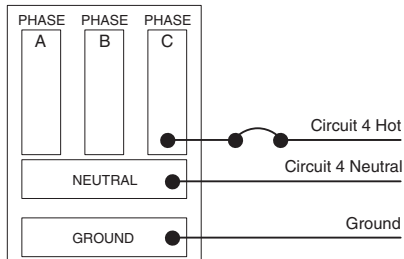 PHASE PHASE PHASE
A B C
Circuit 4 Hot
Circuit 4 Neutral
NEUTRAL
Ground
GROUND